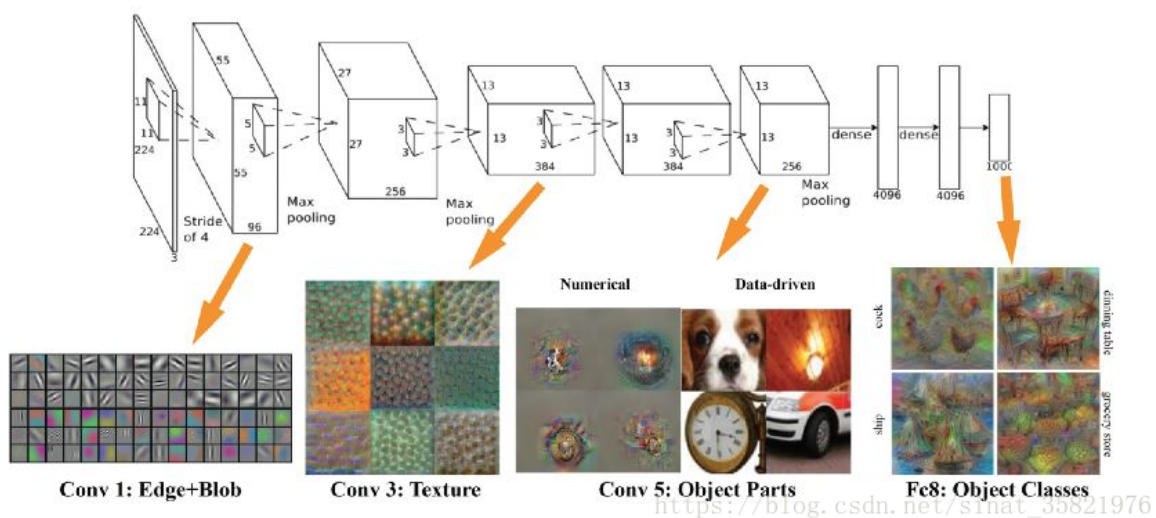 55
27
13
13
13
11
5
3
3
3
11
5
3
3
3
55
27
13
13
13
dense
dense
224
384
384
256
1000
224
3
Stride
of 4
96
Max
pooling
256
Max
pooling
Max
pooling
4096
4096
Numerical
Data-driven
cock
dinning table
ship
grocery store
Conv 1: Edge+Blob
Conv 3: Texture
Conv 5: Object Parts
Fc8: Object Classes
https://blog.csdn.net/sinat_35821976